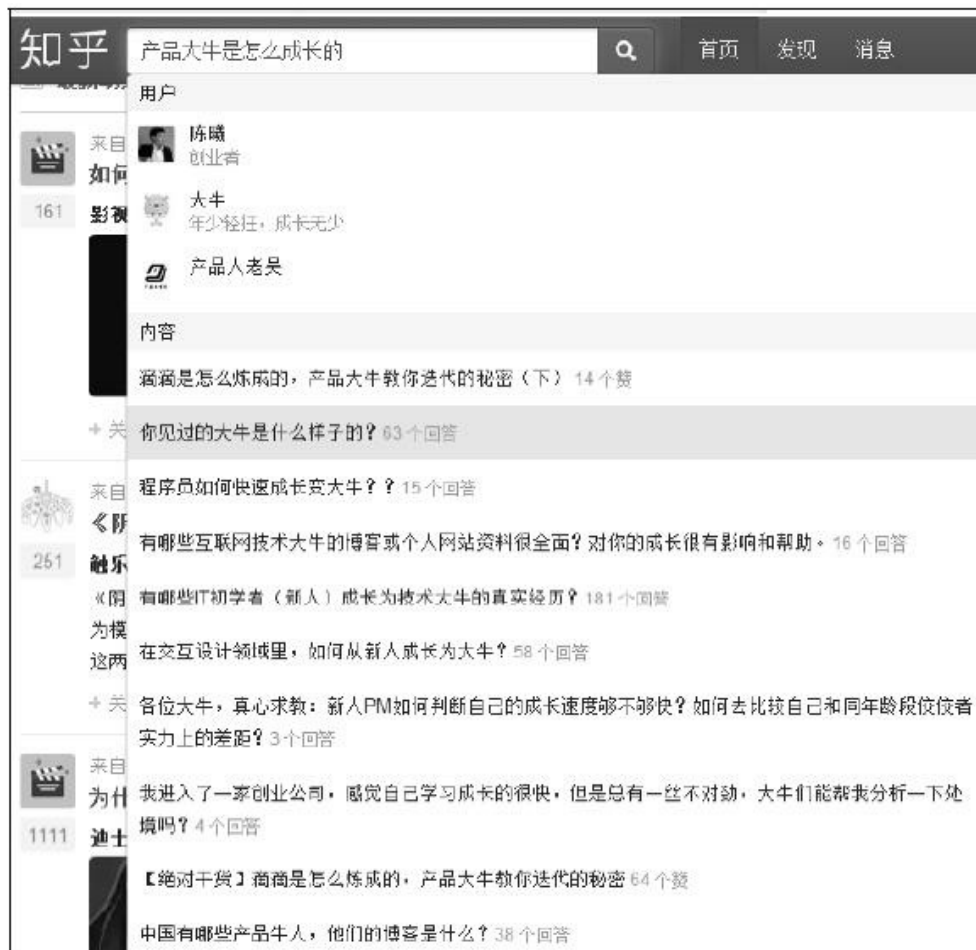 知乎 产品大牛是怎么成长的 首页 发现 消息
用户
陈曦
创业者
大牛
年少轻狂，成长无少
产品人老吴
内容
滴滴是怎么炼成的，产品大牛教你迭代的秘密（下） 14 个赞
你见过的大牛是什么样子的？ 63 个回答
程序员如何快速成长变大牛？？ 15 个回答
有哪些互联网技术大牛的博客或个人网站资料很全面？对你的成长很有影响和帮助。 16 个回答
有哪些IT初学者（新人）成长为技术大牛的真实经历？ 181 个回答
在交互设计领域里，如何从新人成长为大牛？ 58 个回答
各位大牛，真心求教：新人PM如何判断自己的成长速度够不够快？如何去比较自己和同年龄段佼佼者
实力上的差距？ 3 个回答
我进入了一家创业公司，感觉自己学习成长的很快，但是总有一丝不对劲，大牛们能帮我分析一下处
境吗？ 4 个回答
【绝对干货】滴滴是怎么炼成的，产品大牛教你迭代的秘密 64 个赞
中国有哪些产品牛人，他们的博客是什么？ 38 个回答
来自
如何
161 影视
+ 关
来自
《阴
251 触乐
《阴
为模
这两
+ 关
来自
为什
1111 迪士